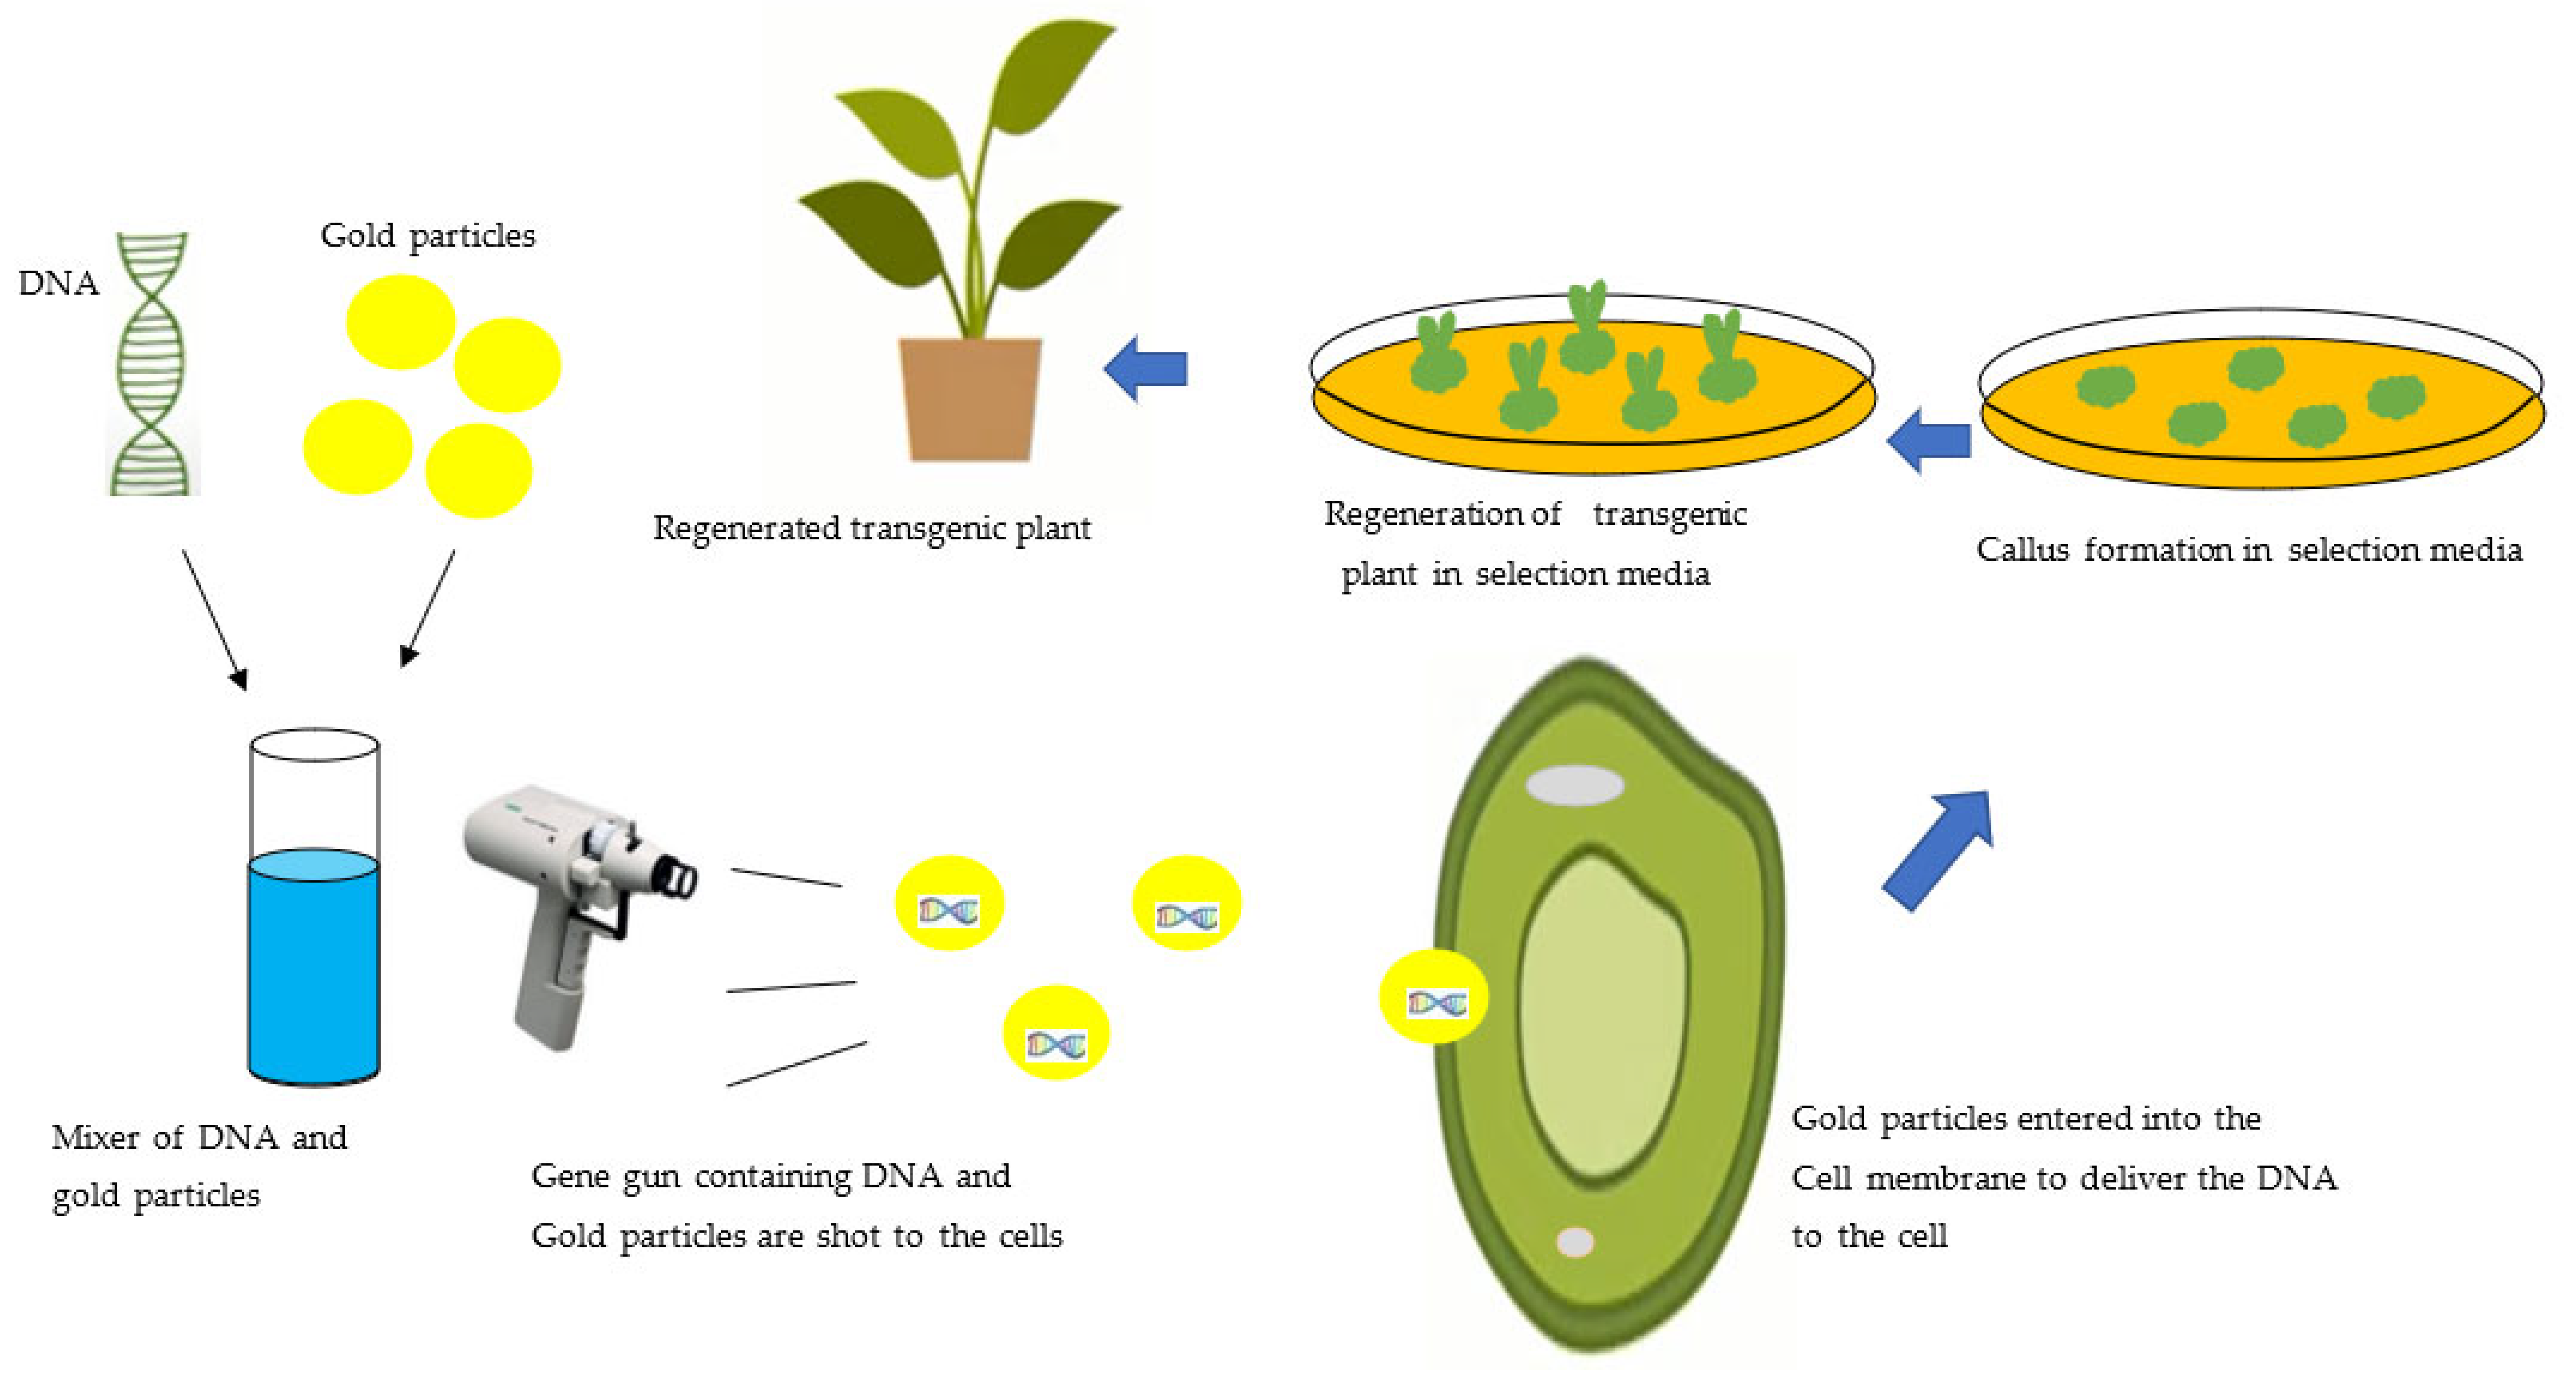 Gold particles
DNA
Regenerated transgenic plant
Regeneration of transgenic
plant in selection media
Callus formation in selection media
Mixer of DNA and
gold particles
Gene gun containing DNA and
Gold particles are shot to the cells
Gold particles entered into the
Cell membrane to deliver the DNA
to the cell